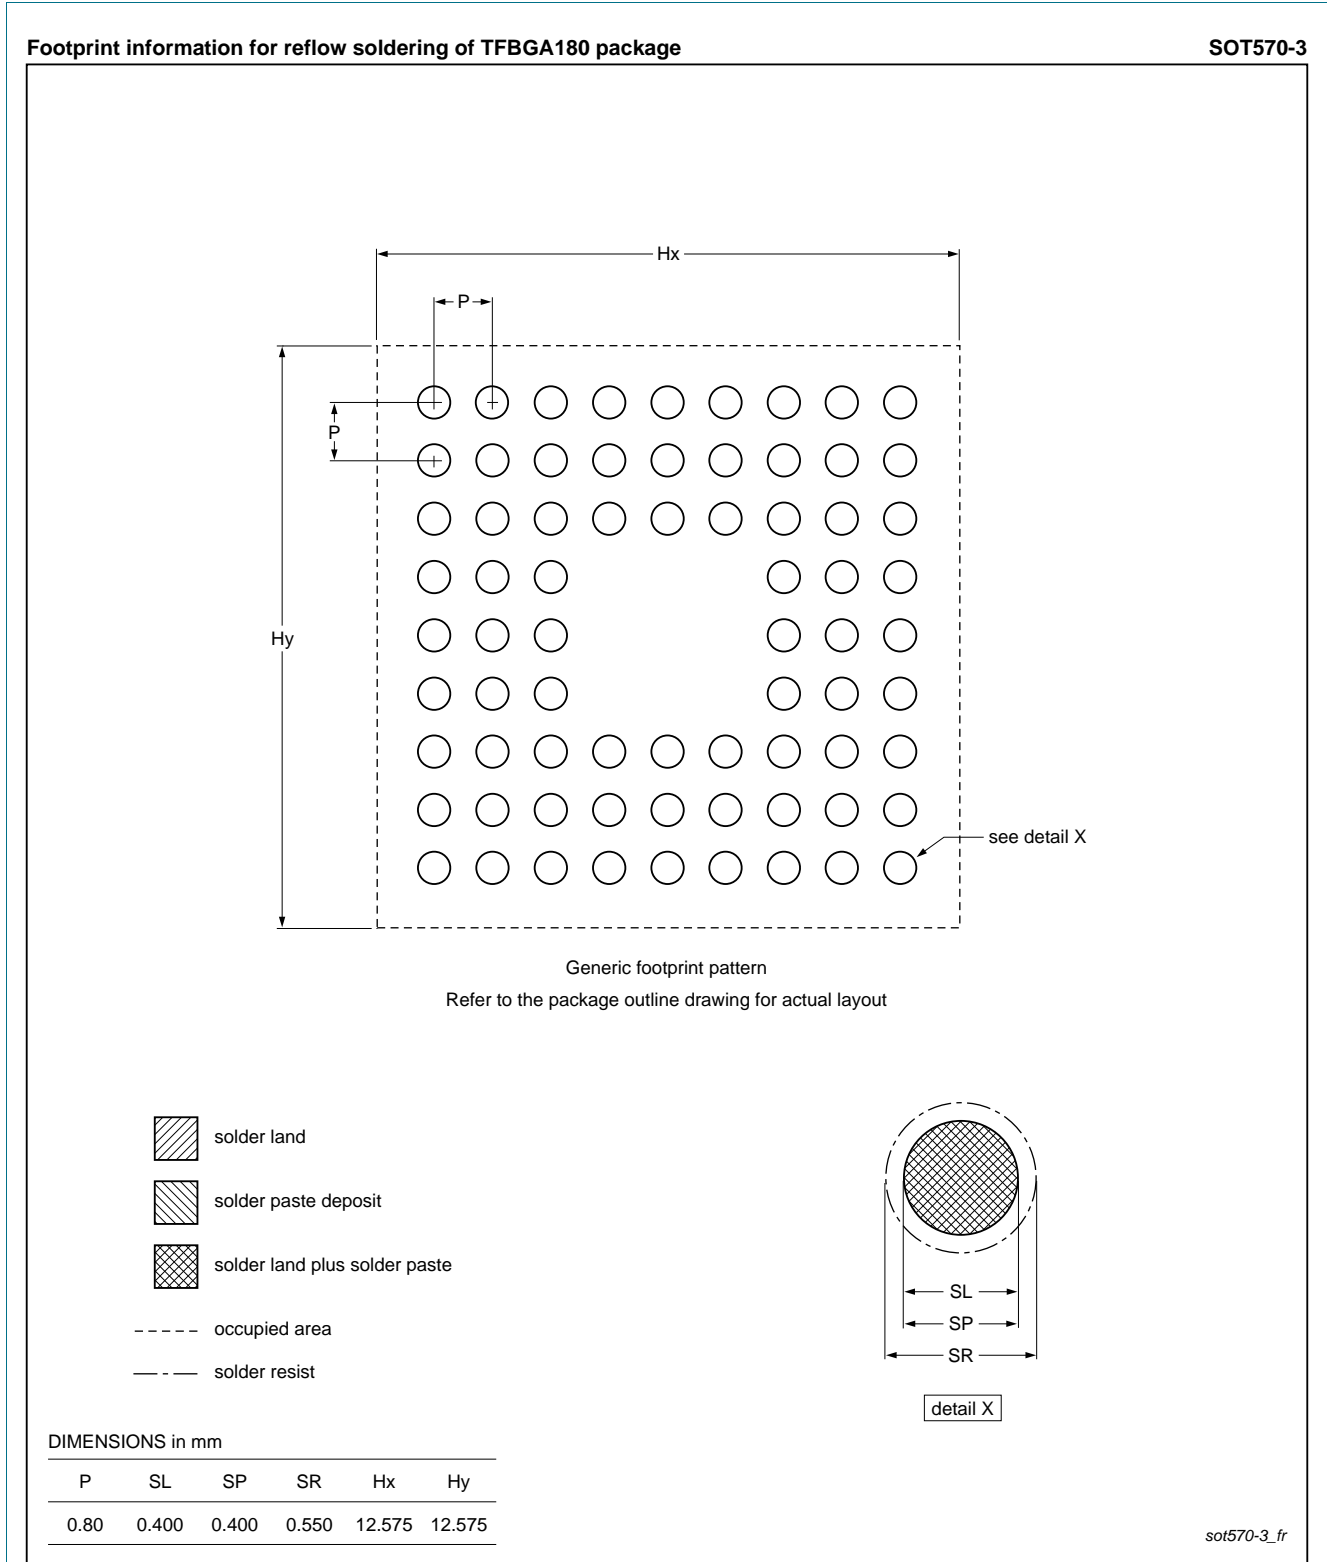 Footprint information for reflow soldering of TFBGA180 package SOT570-3
Hx
P
P
Hy
see detail X
Generic footprint pattern
Refer to the package outline drawing for actual layout
solder land
solder paste deposit
solder land plus solder paste
occupied area
solder resist
SL
SP
SR
detail X
DIMENSIONS in mm
P SL SP SR Hx Hy
0.80 0.400 0.400 0.550 12.575 12.575
sot570-3_fr